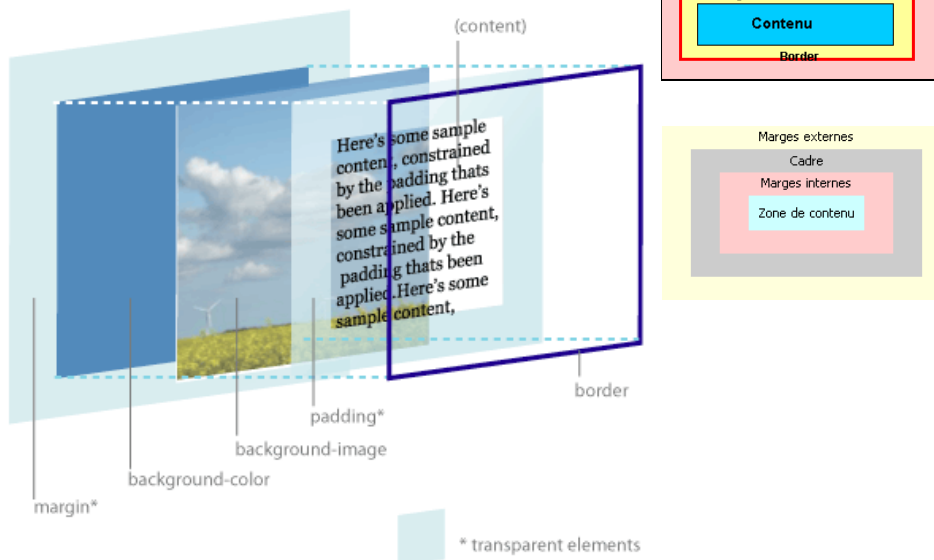 (content)
Here's some sample
content, constrained
by the padding thats
been applied. Here's
some sample content,
constrained by the
padding thats been
applied.Here's some
sample content,
border
padding*
background-image
background-color
margin*
* transparent elements
Contenu
Border
Marges externes
Cadre
Marges internes
Zone de contenu